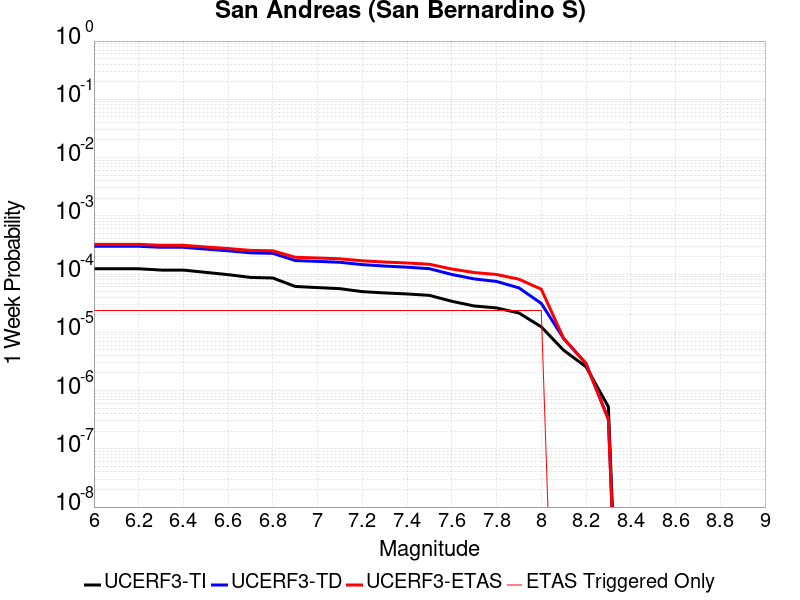 San Andreas (San Bernardino S)
10^0
10^-1
10^-2
10^-3
10^-4
10^-5
10^-6
10^-7
10^-8
1 Week Probability
6 6.2 6.4 6.6 6.8 7 7.2 7.4 7.6 7.8 8 8.2 8.4 8.6 8.8 9
Magnitude
UCERF3-TI UCERF3-TD UCERF3-ETAS ETAS Triggered Only